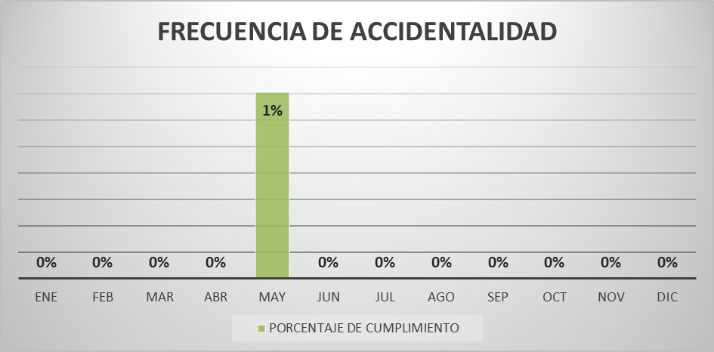 FRECUENCIA DE ACCIDENTALIDAD
1%
0% 0% 0% 0% 0% 0% 0% 0% 0% 0% 0%
ENE FEB MAR ABR MAY JUN JUL AGO SEP OCT NOV DIC
PORCENTAJE DE CUMPLIMIENTO